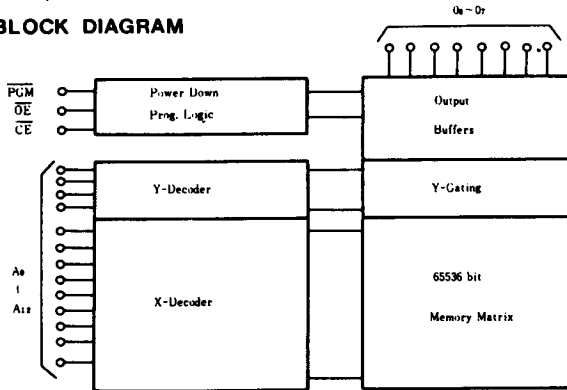 BLOCK DIAGRAM
O₀~O₇
PGM
OE
CE
Power Down
Prog. Logic
Output
Buffers
Y-Decoder
Y-Gating
A₀
≀
A₁₂
X-Decoder
65536 bit
Memory Matrix